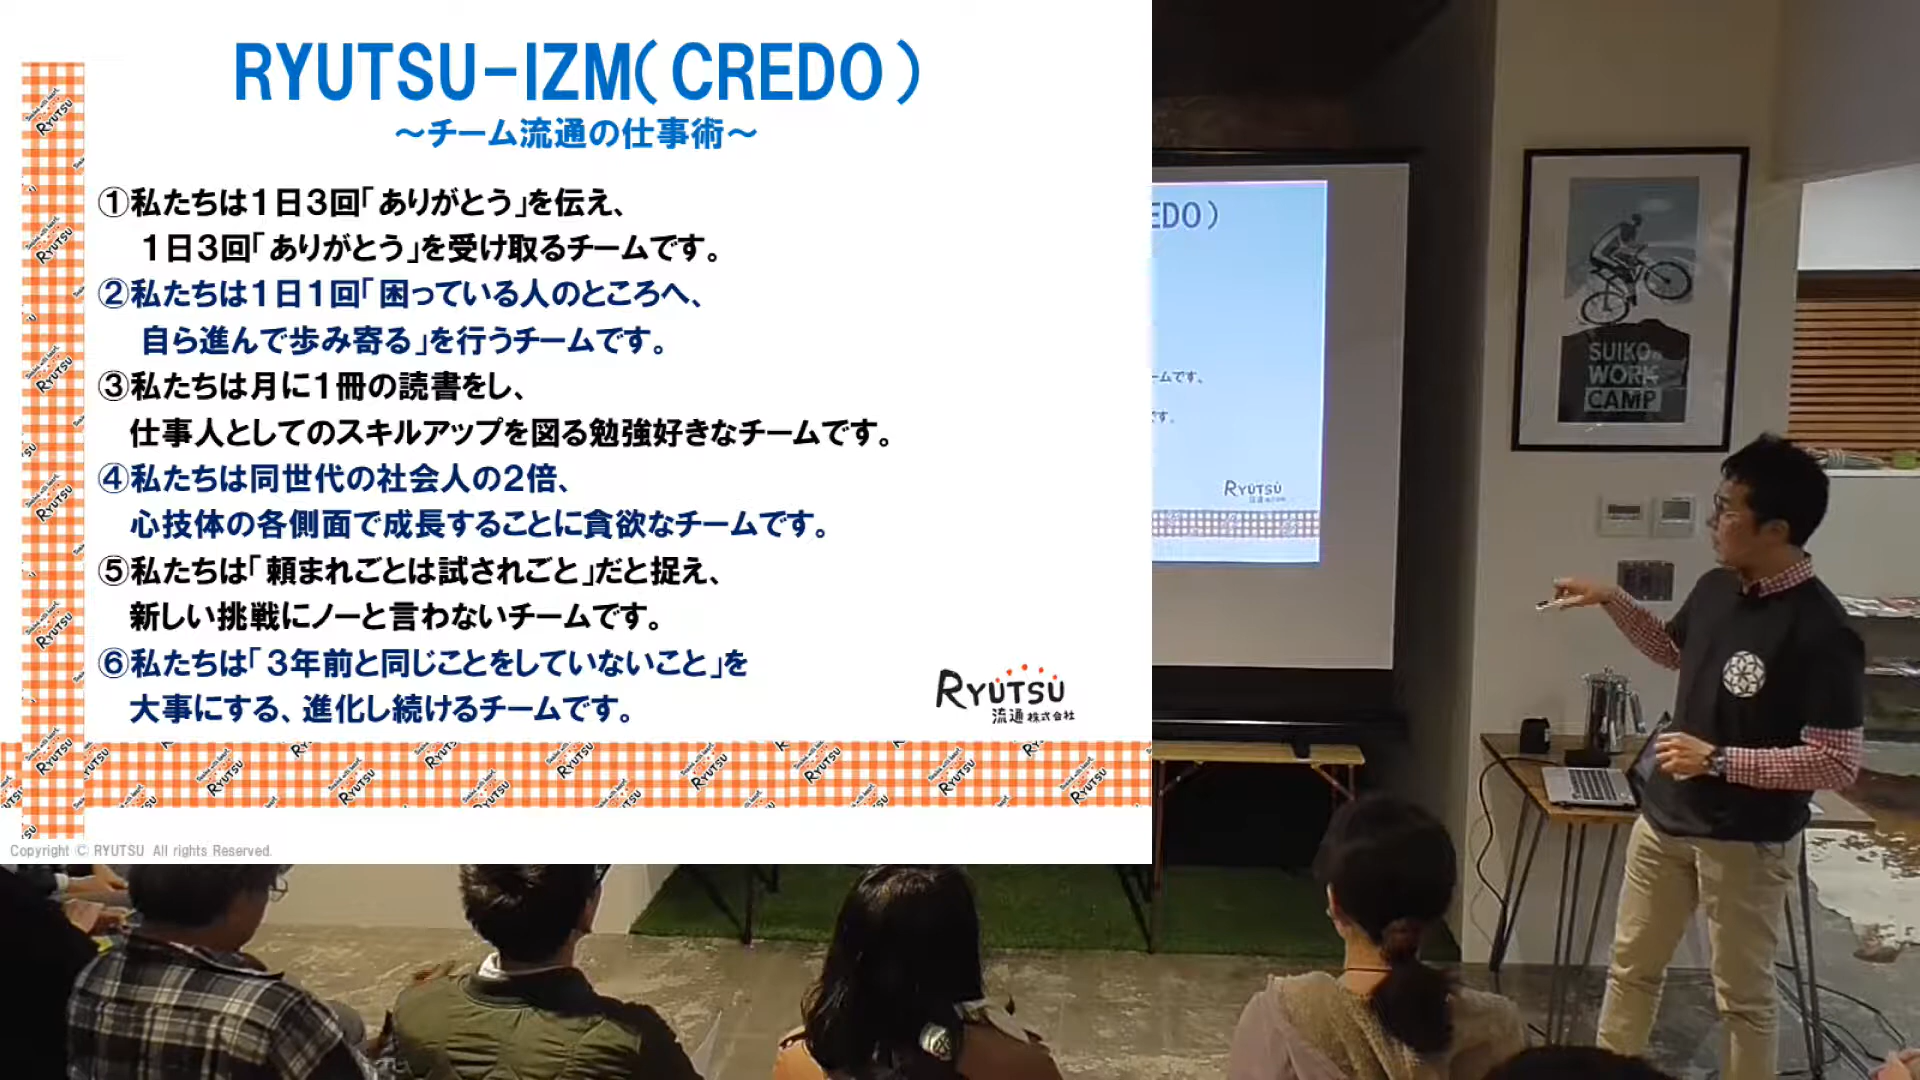 RYUTSU-IZM(CREDO)
～チーム流通の仕事術～
①私たちは1日3回「ありがとう」を伝え、
1日3回「ありがとう」を受け取るチームです。
②私たちは1日1回「困っている人のところへ、
自ら進んで歩み寄る」を行うチームです。
③私たちは月に1冊の読書をし、
仕事人としてのスキルアップを図る勉強好きなチームです。
④私たちは同世代の社会人の2倍、
心技体の各側面で成長することに貪欲なチームです。
⑤私たちは「頼まれごとは試されごと」だと捉え、
新しい挑戦にノーと言わないチームです。
⑥私たちは「3年前と同じことをしていないこと」を
大事にする、進化し続けるチームです。
RYUTSU
流通株式会社
Copyright © RYUTSU All rights Reserved.
EDO)
ームです。
です。
RYUTSU
SUIKO
WORK
CAMP